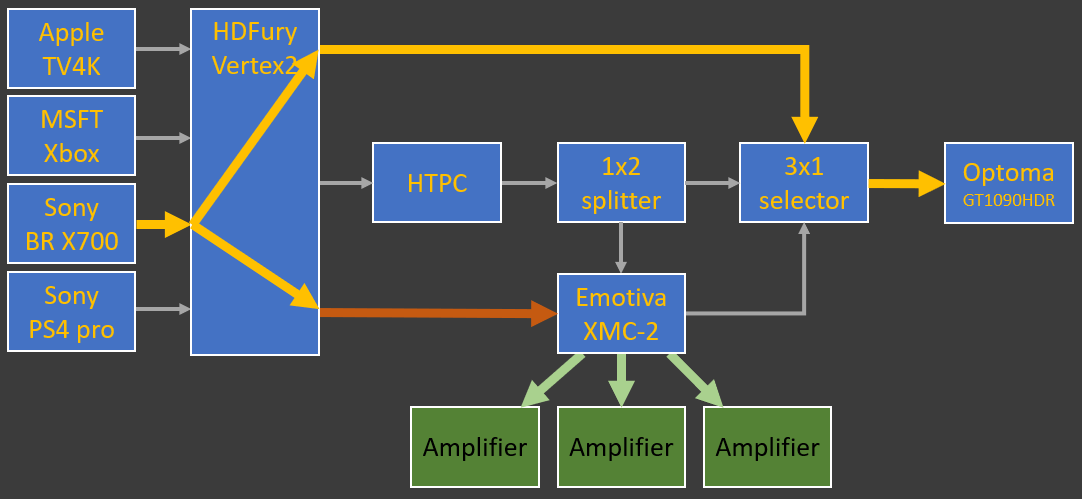 Apple
TV4K
MSFT
Xbox
Sony
BR X700
Sony
PS4 pro
HDFury
Vertex2
HTPC
1x2
splitter
3x1
selector
Optoma
GT1090HDR
Emotiva
XMC-2
Amplifier
Amplifier
Amplifier